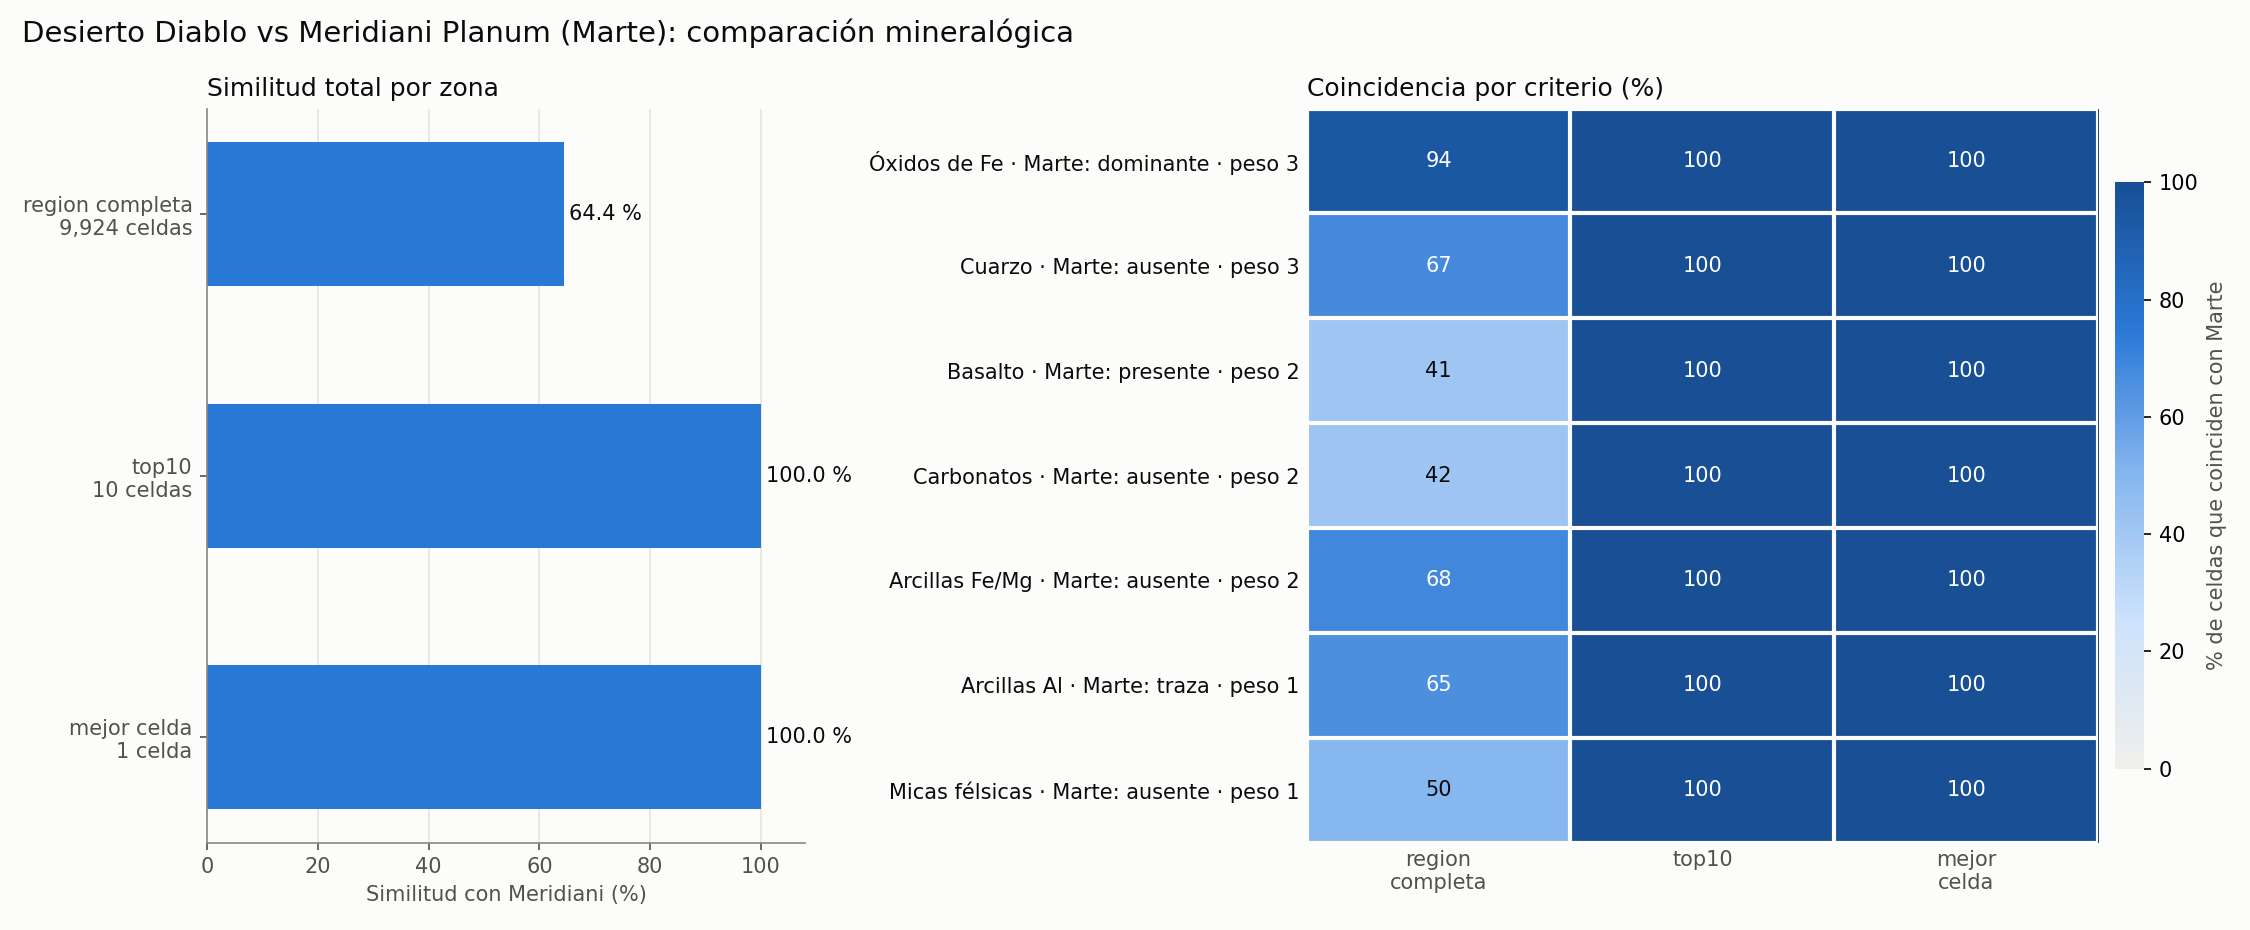 Desierto Diablo vs Meridiani Planum (Marte): comparación mineralógica
Similitud total por zona
region completa
9,924 celdas
64.4 %
top10
10 celdas
100.0 %
mejor celda
1 celda
100.0 %
0 20 40 60 80 100
Similitud con Meridiani (%)
Coincidencia por criterio (%)
Óxidos de Fe · Marte: dominante · peso 3 94 100 100
Cuarzo · Marte: ausente · peso 3 67 100 100
Basalto · Marte: presente · peso 2 41 100 100
Carbonatos · Marte: ausente · peso 2 42 100 100
Arcillas Fe/Mg · Marte: ausente · peso 2 68 100 100
Arcillas Al · Marte: traza · peso 1 65 100 100
Micas félsicas · Marte: ausente · peso 1 50 100 100
region
completa
top10
mejor
celda
100
80
60
40
20
0
% de celdas que coinciden con Marte